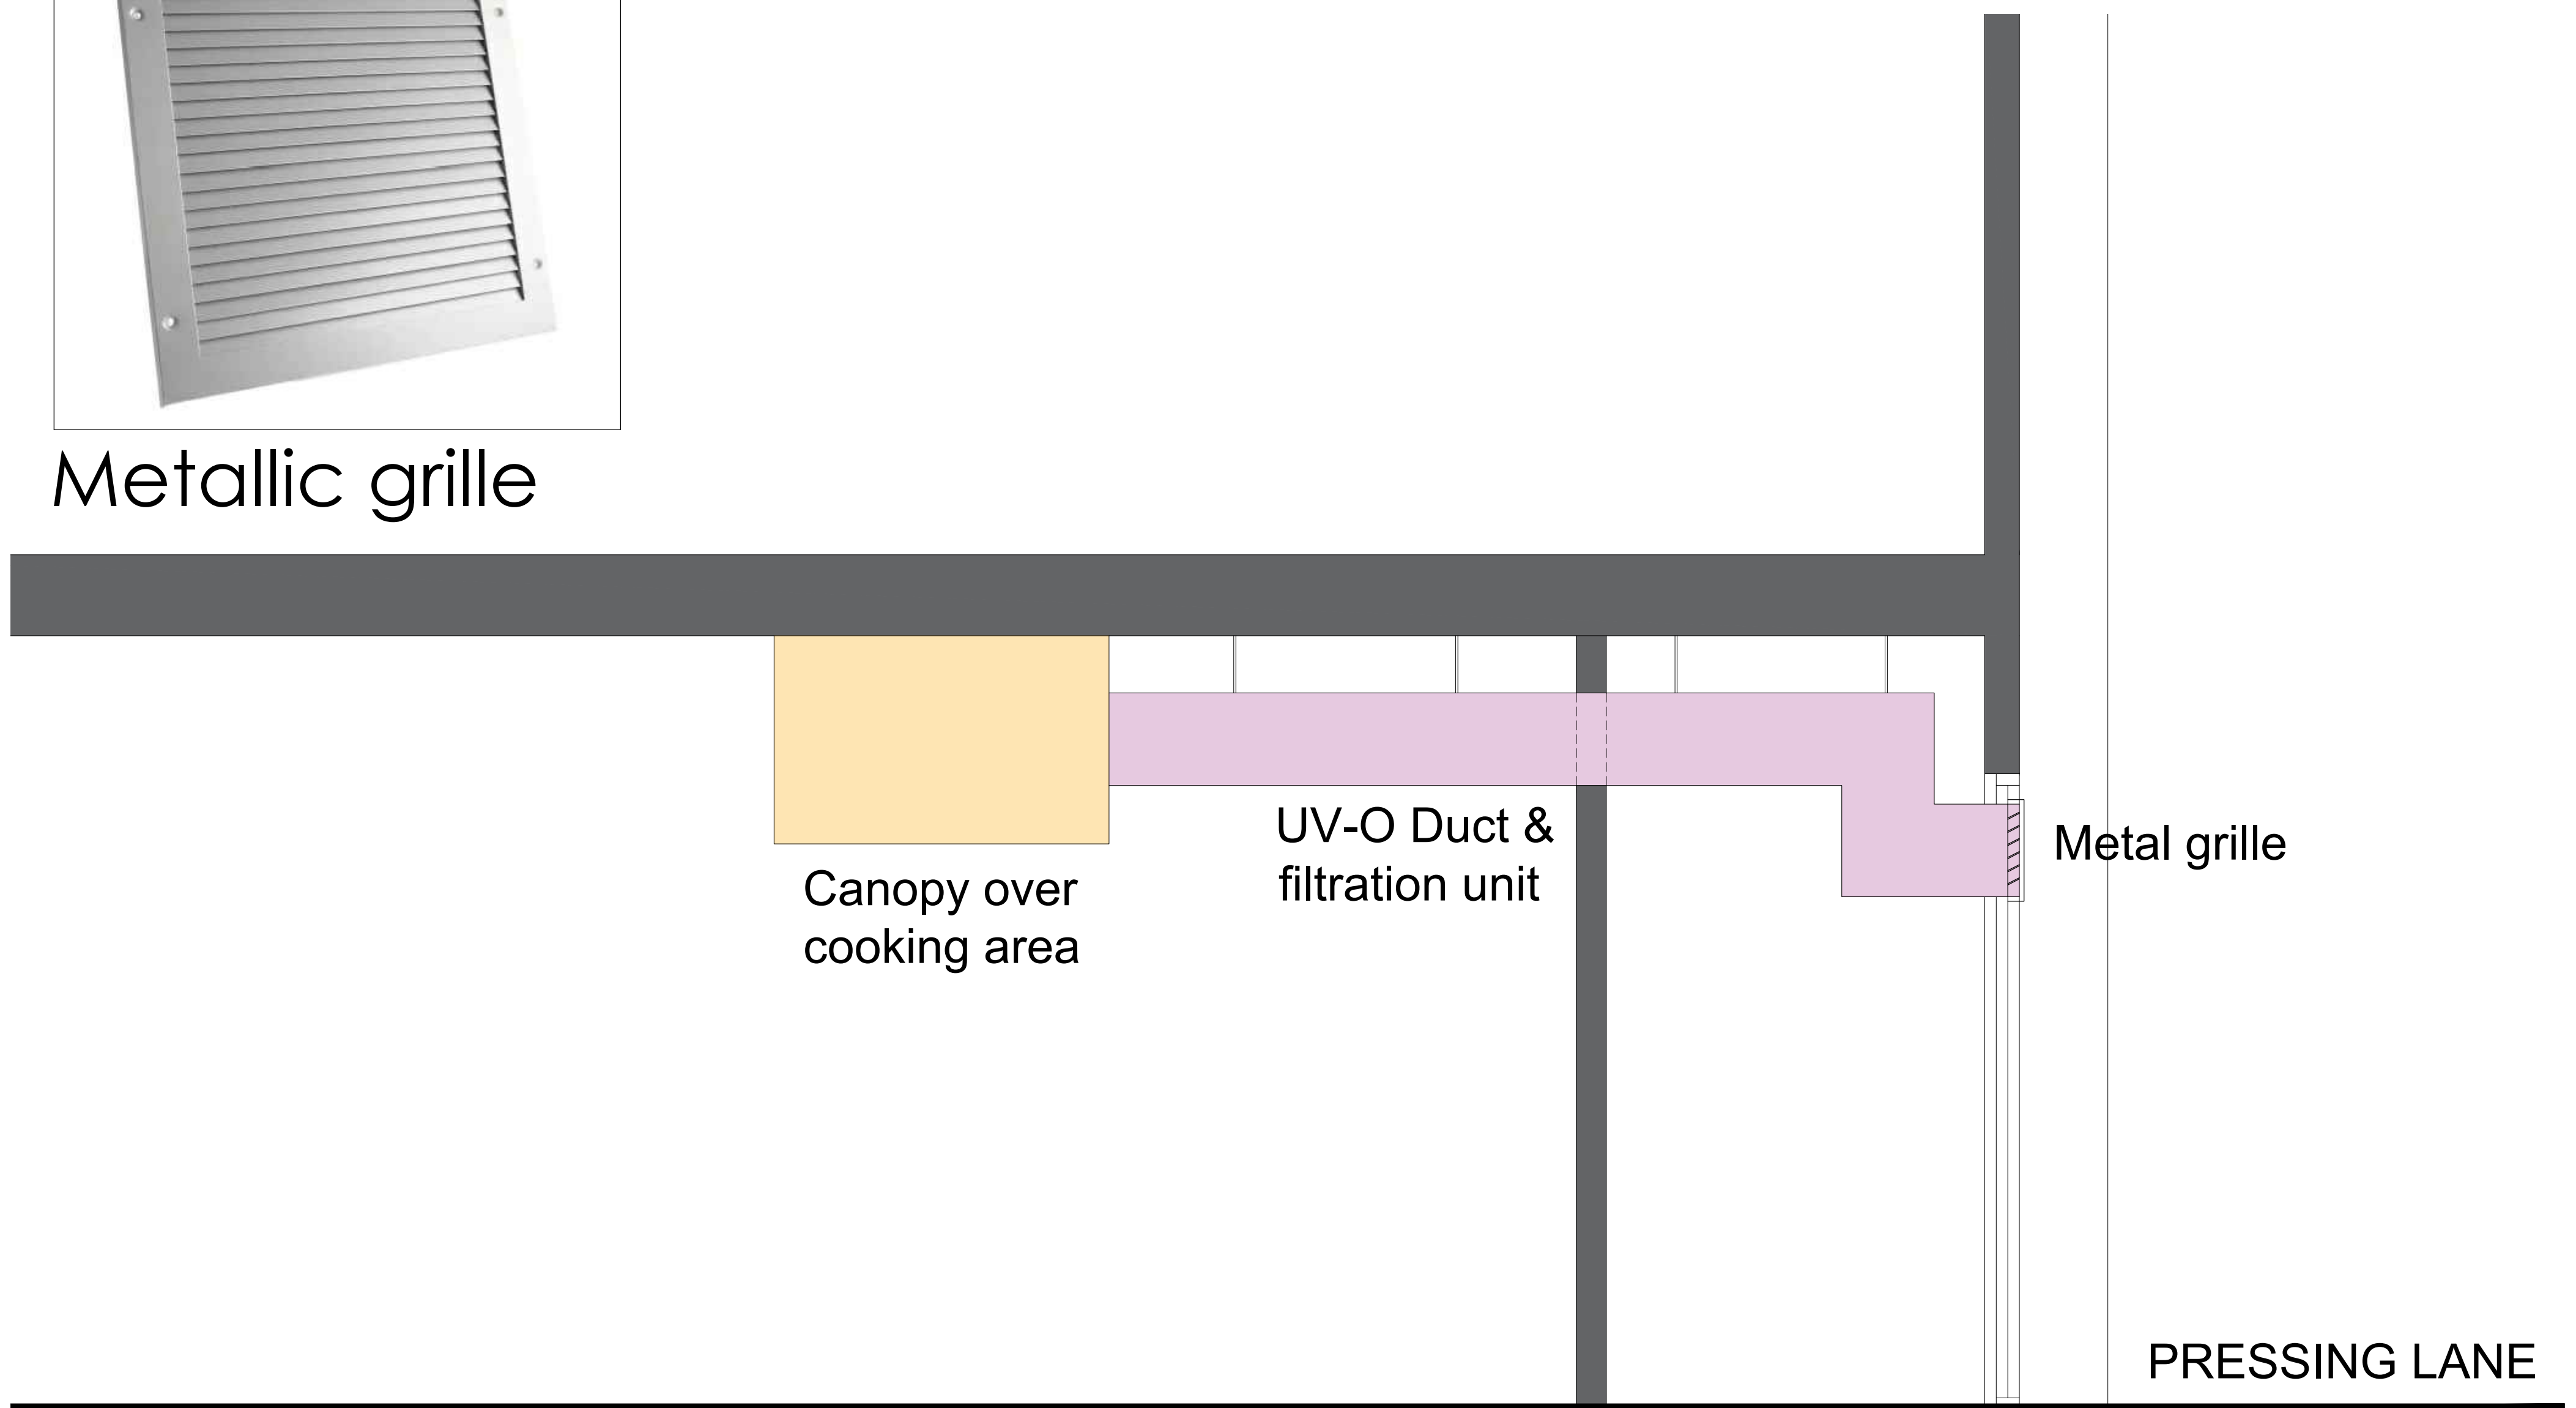 Metallic grille
UV-O Duct &
filtration unit
Metal grille
Canopy over
cooking area
PRESSING LANE